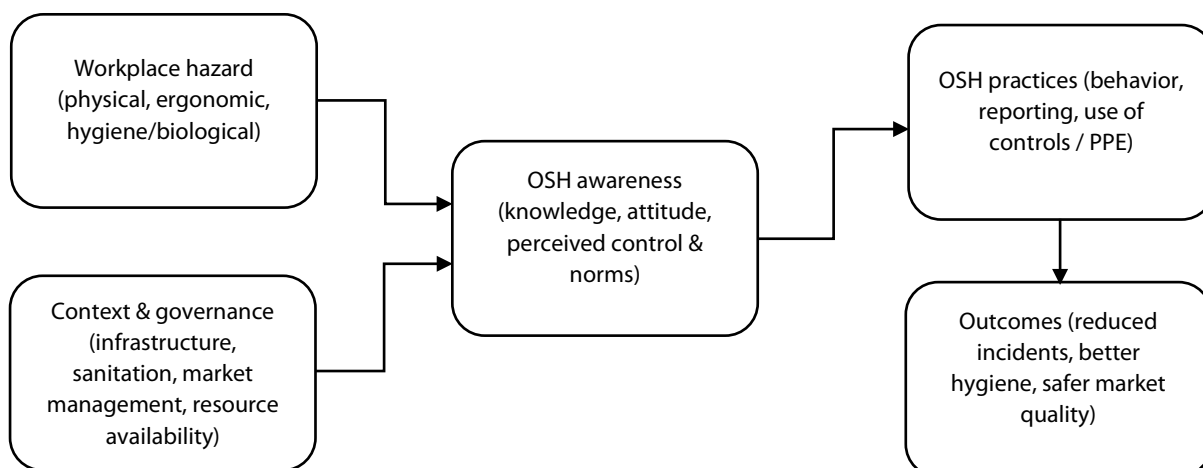 Workplace hazard
(physical, ergonomic,
hygiene/biological)
Context & governance
(infrastructure,
sanitation, market
management, resource
availability)
OSH awareness
(knowledge, attitude,
perceived control &
norms)
OSH practices (behavior,
reporting, use of
controls / PPE)
Outcomes (reduced
incidents, better
hygiene, safer market
quality)